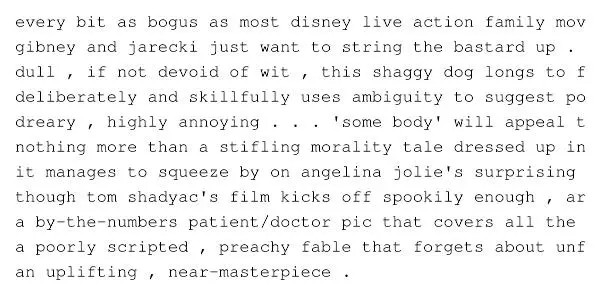 every bit as bogus as most disney live action family mov
gibney and jarecki just want to string the bastard up .
dull , if not devoid of wit , this shaggy dog longs to f
deliberately and skillfully uses ambiguity to suggest po
dreary , highly annoying . . . 'some body' will appeal t
nothing more than a stifling morality tale dressed up in
it manages to squeeze by on angelina jolie's surprising
though tom shadyac's film kicks off spookily enough , ar
a by-the-numbers patient/doctor pic that covers all the
a poorly scripted , preachy fable that forgets about unf
an uplifting , near-masterpiece .